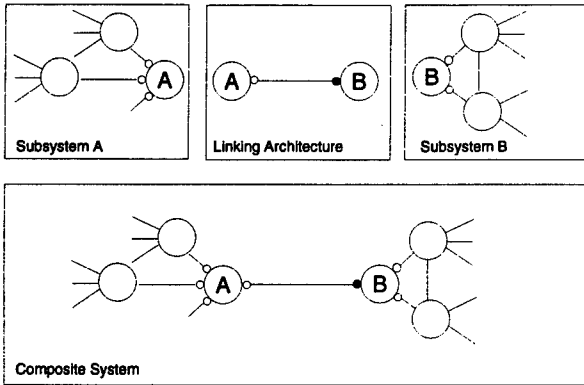 A
Subsystem A
A B
Linking Architecture
B
Subsystem B
A B
Composite System